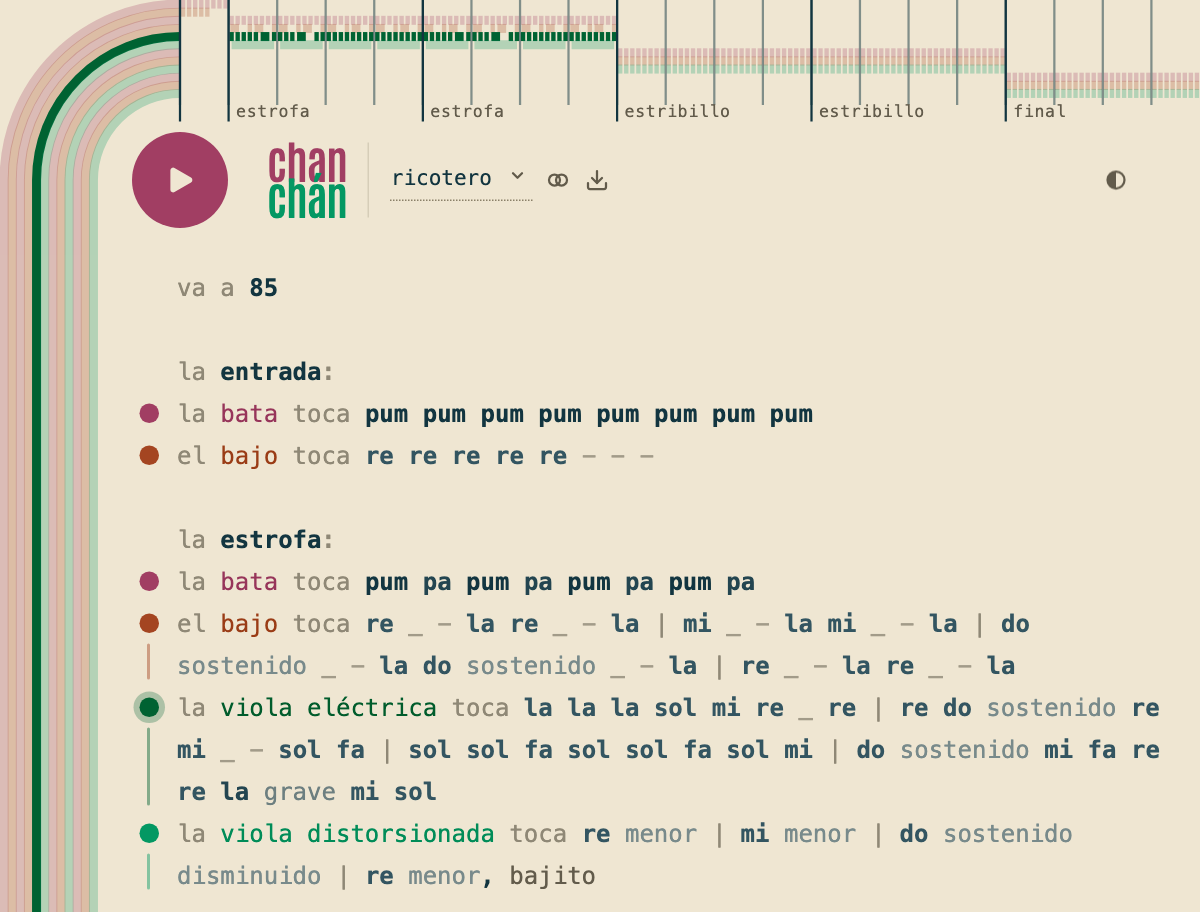 estrofa estrofa estribillo estribillo final
chan
chán
ricotero
va a 85
la entrada:
la bata toca pum pum pum pum pum pum pum pum
el bajo toca re re re re re – – –
la estrofa:
la bata toca pum pa pum pa pum pa pum pa
el bajo toca re _ – la re _ – la | mi _ – la mi _ – la | do
sostenido _ – la do sostenido _ – la | re _ – la re _ – la
la viola eléctrica toca la la la sol mi re _ re | re do sostenido re
mi _ – sol fa | sol sol fa sol sol fa sol mi | do sostenido mi fa re
re la grave mi sol
la viola distorsionada toca re menor | mi menor | do sostenido
disminuido | re menor, bajito